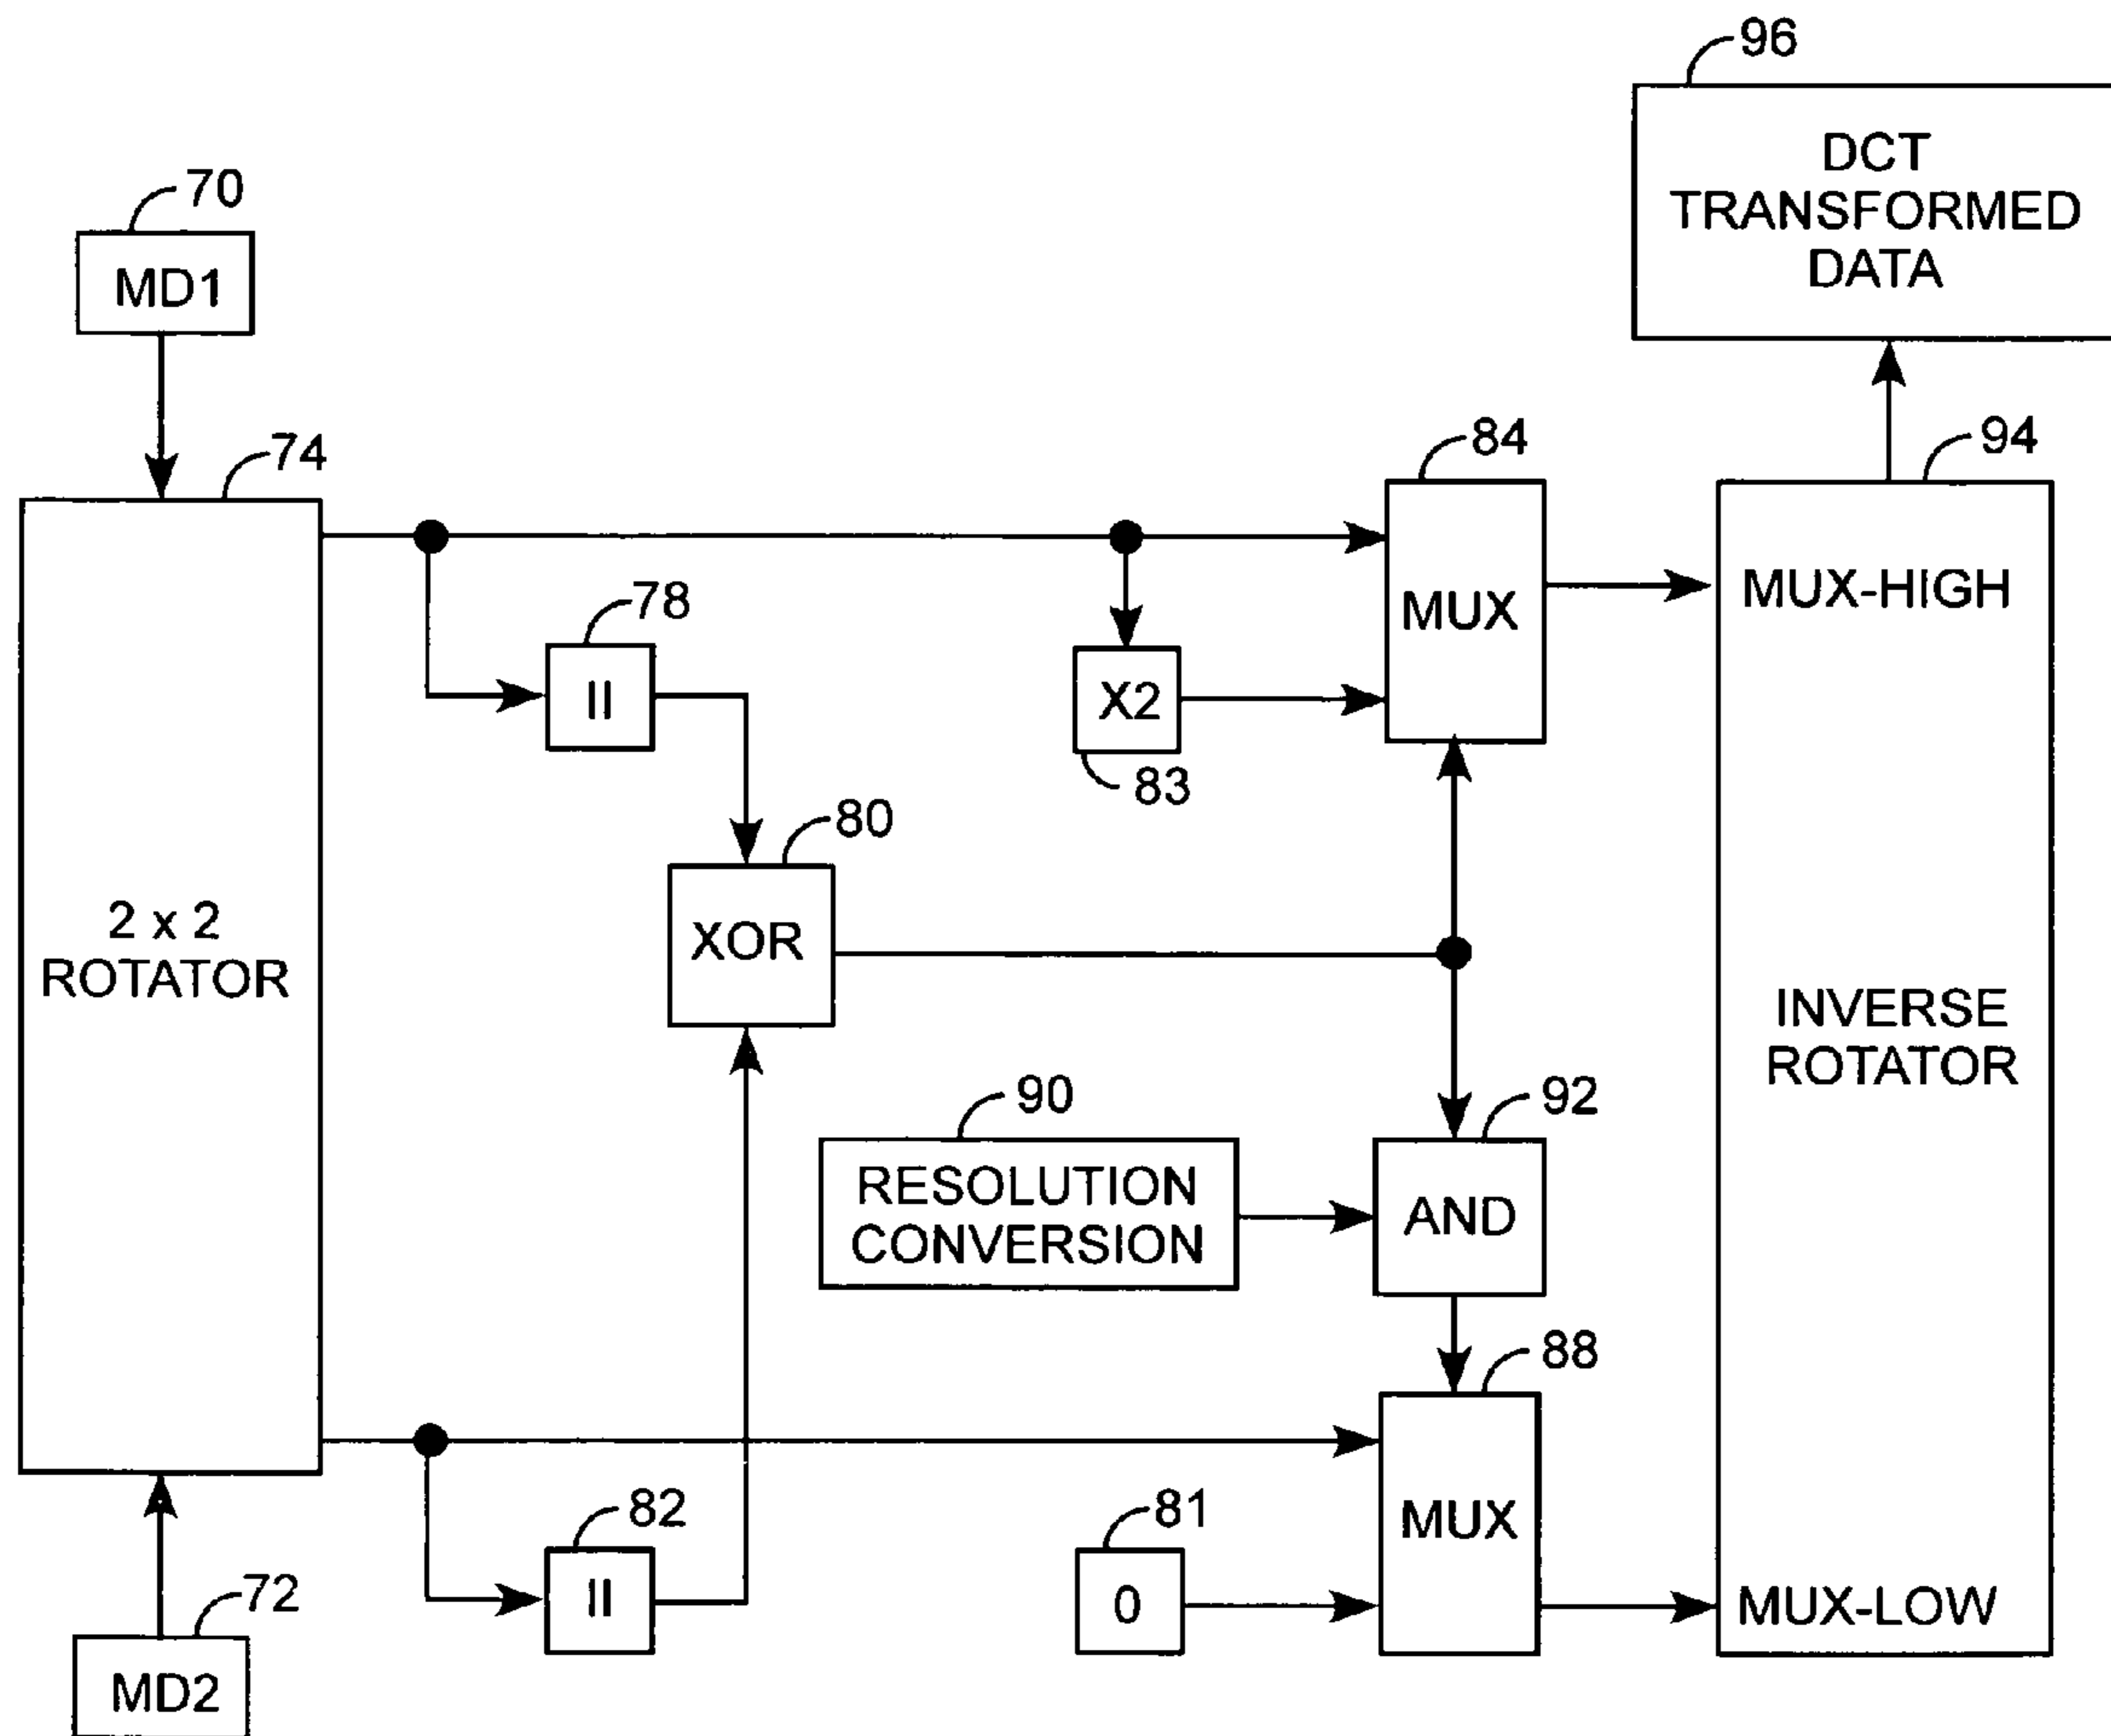 96
DCT
TRANSFORMED
DATA
70
MD1
74
84
94
78
MUX
MUX-HIGH
II
X2
83
80
2 x 2
ROTATOR
XOR
INVERSE
ROTATOR
90
92
RESOLUTION
CONVERSION
AND
88
82
81
MUX
II
0
MUX-LOW
72
MD2